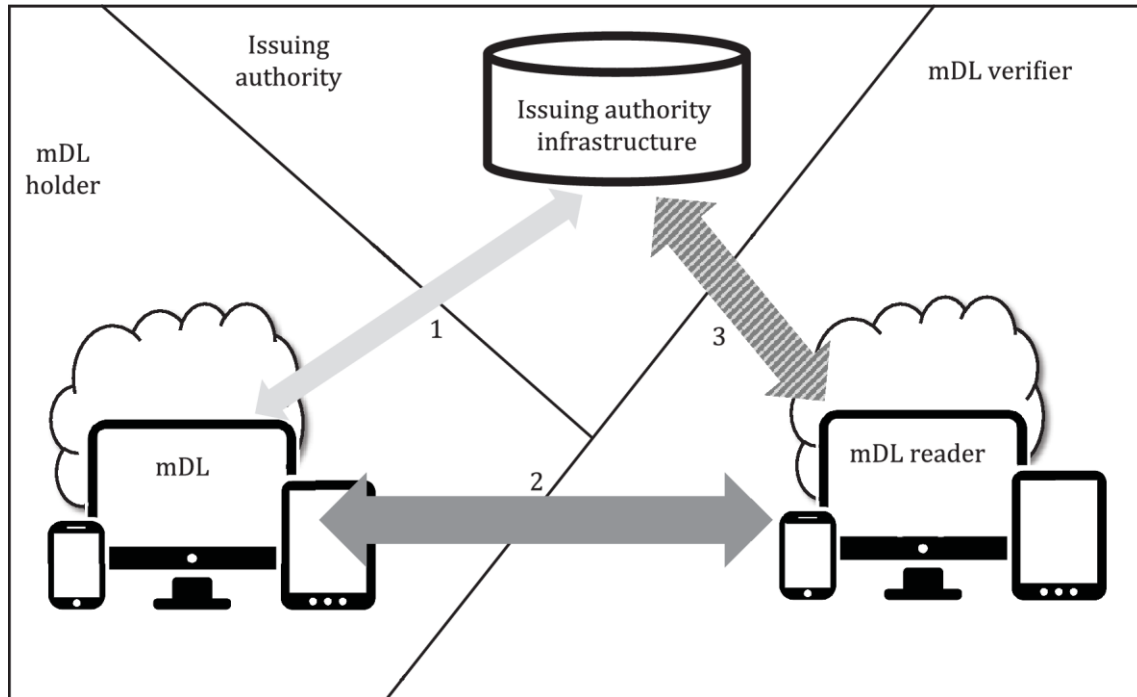 Issuing
authority
Issuing authority
infrastructure
mDL verifier
mDL
holder
1
3
mDL
mDL reader
2